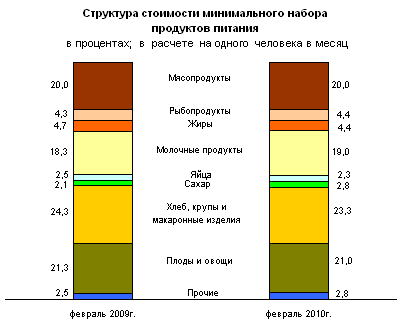 Структура стоимости минимального набора
продуктов питания
в процентах; в расчете на одного человека в месяц
20,0 Мясопродукты 20,0
4,3 Рыбопродукты 4,4
4,7 Жиры 4,4
18,3 Молочные продукты 19,0
2,5 Яйца 2,3
2,1 Сахар 2,8
24,3 Хлеб, крупы и 23,3
макаронные изделия
21,3 Плоды и овощи 21,0
2,5 Прочие 2,8
февраль 2009г. февраль 2010г.